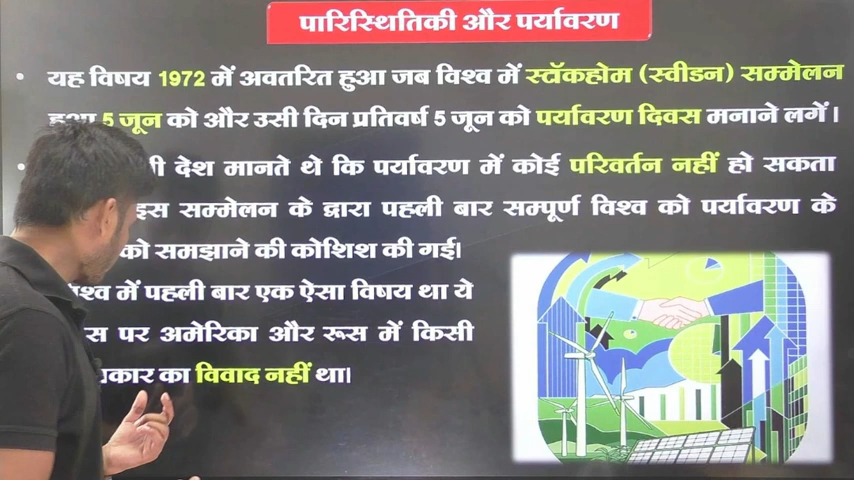 पारिस्थितिकी और पर्यावरण
यह विषय 1972 में अवतरित हुआ जब विश्व में स्टॉकहोम (स्वीडन) सम्मेलन
5 जून को और उसी दिन प्रतिवर्ष 5 जून को पर्यावरण दिवस मनाने लगें।
देश मानते थे कि पर्यावरण में कोई परिवर्तन नहीं हो सकता
इस सम्मेलन के द्वारा पहली बार सम्पूर्ण विश्व को पर्यावरण के
को समझाने की कोशिश की गई।
में पहली बार एक ऐसा विषय था ये
पर अमेरिका और रूस में किसी
का विवाद नहीं था।